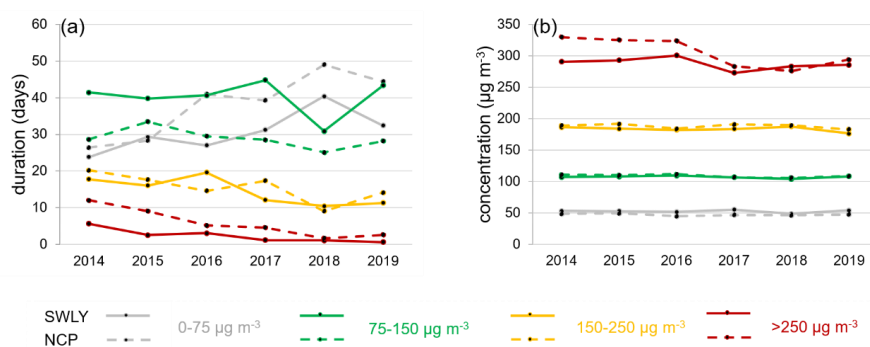 (a)
duration (days)
60
50
40
30
20
10
0
2014 2015 2016 2017 2018 2019
(b)
concentration (µg m-3)
350
300
250
200
150
100
50
0
2014 2015 2016 2017 2018 2019
SWLY
NCP
0-75 µg m-3
75-150 µg m-3
150-250 µg m-3
>250 µg m-3